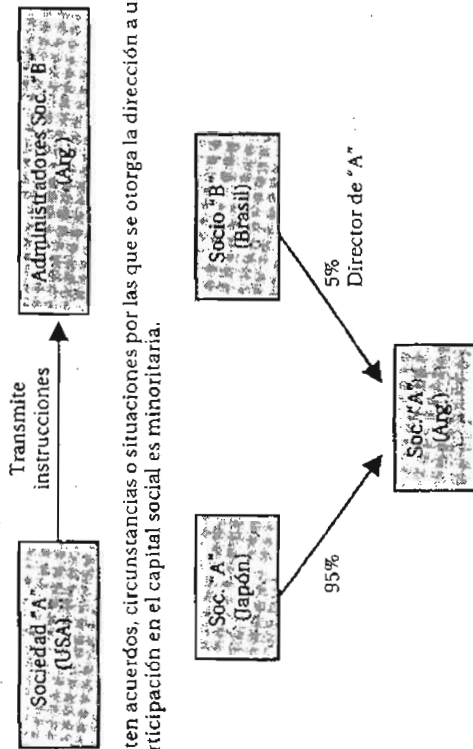 Transmite
instrucciones
Sociedad "A"
(USA)
Administradores Soc. "B"
(Arg.)
ten acuerdos, circunstancias o situaciones por las que se otorga la dirección a u
rticipación en el capital social es minoritaria.
Soc. "A"
(Japón)
Socio "B"
(Brasil)
95%
5%
Director de "A"
Soc. "A"
(Arg.)